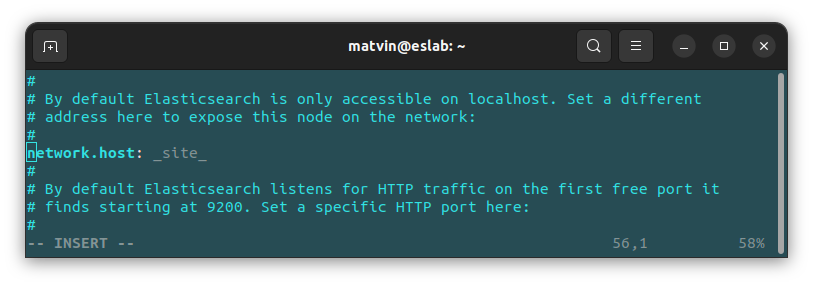 matvin@eslab: ~
#
# By default Elasticsearch is only accessible on localhost. Set a different
# address here to expose this node on the network:
#
network.host: _site_
#
# By default Elasticsearch listens for HTTP traffic on the first free port it
# finds starting at 9200. Set a specific HTTP port here:
#
-- INSERT -- 56,1 58%